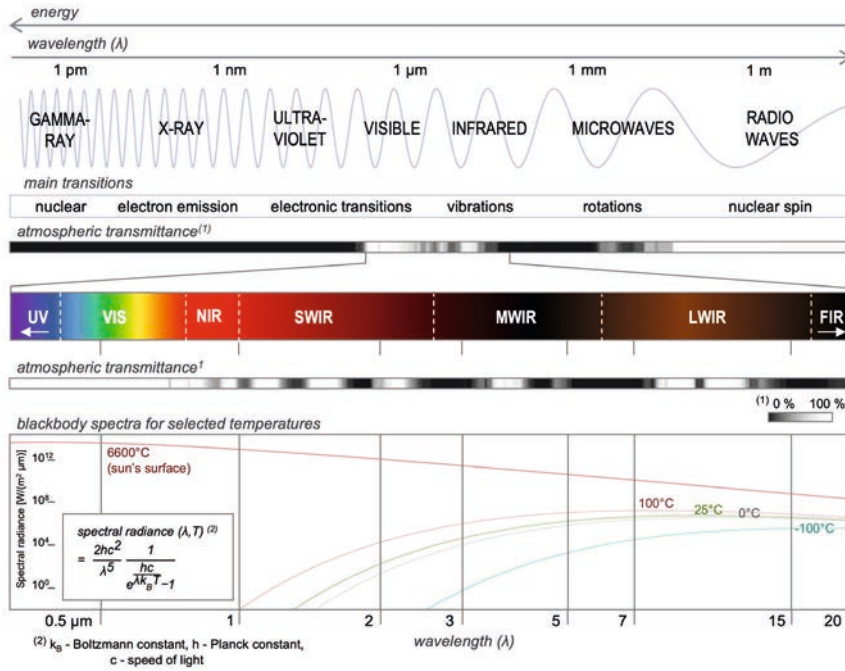 energy
wavelength (λ)
1 pm 1 nm 1 µm 1 mm 1 m
GAMMA-RAY X-RAY ULTRA-VIOLET VISIBLE INFRARED MICROWAVES RADIO WAVES
main transitions
nuclear electron emission electronic transitions vibrations rotations nuclear spin
atmospheric transmittance(1)
UV VIS NIR SWIR MWIR LWIR FIR
atmospheric transmittance1
(1) 0 % 100 %
blackbody spectra for selected temperatures
Spectral radiance [W/(m² µm)]
10¹²
10⁸
10⁴
10⁰
6600°C
(sun's surface)
100°C 25°C 0°C -100°C
spectral radiance (λ,T) (2)
= 2hc²/λ⁵ 1/(e^(hc/λk_BT)-1)
0.5 µm 1 2 3 5 7 15 20
wavelength (λ)
(2) k_B - Boltzmann constant, h - Planck constant,
c - speed of light